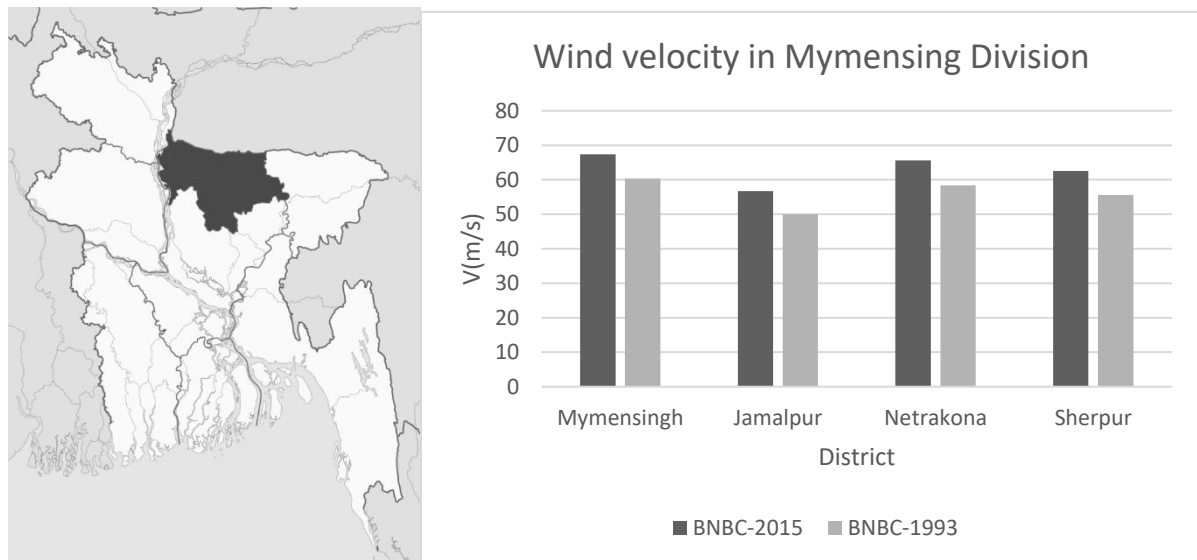 Wind velocity in Mymensing Division
80
70
60
50
40
30
20
10
0
V(m/s)
Mymensingh Jamalpur Netrakona Sherpur
District
BNBC-2015 BNBC-1993